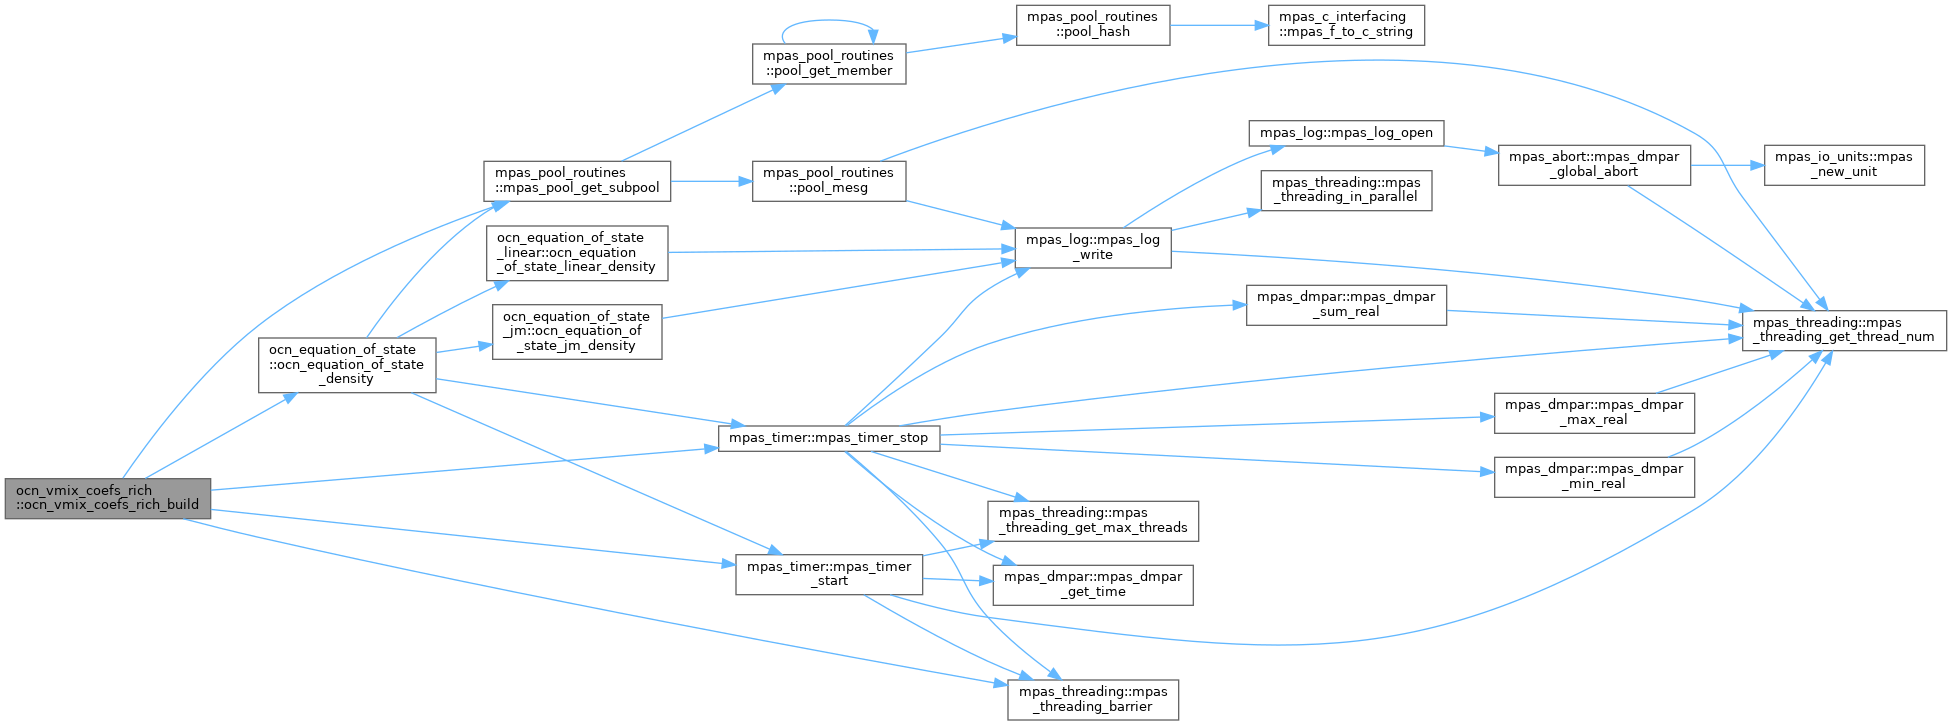 mpas_pool_routines
::pool_hash
mpas_c_interfacing
::mpas_f_to_c_string
mpas_pool_routines
::pool_get_member
mpas_log::mpas_log_open
mpas_abort::mpas_dmpar
_global_abort
mpas_io_units::mpas
_new_unit
mpas_pool_routines
::mpas_pool_get_subpool
mpas_pool_routines
::pool_mesg
mpas_threading::mpas
_threading_in_parallel
ocn_equation_of_state
_linear::ocn_equation
_of_state_linear_density
mpas_log::mpas_log
_write
mpas_dmpar::mpas_dmpar
_sum_real
ocn_equation_of_state
_jm::ocn_equation_of
_state_jm_density
mpas_threading::mpas
_threading_get_thread_num
ocn_equation_of_state
::ocn_equation_of_state
_density
mpas_dmpar::mpas_dmpar
_max_real
mpas_timer::mpas_timer_stop
mpas_dmpar::mpas_dmpar
_min_real
ocn_vmix_coefs_rich
::ocn_vmix_coefs_rich_build
mpas_threading::mpas
_threading_get_max_threads
mpas_timer::mpas_timer
_start
mpas_dmpar::mpas_dmpar
_get_time
mpas_threading::mpas
_threading_barrier